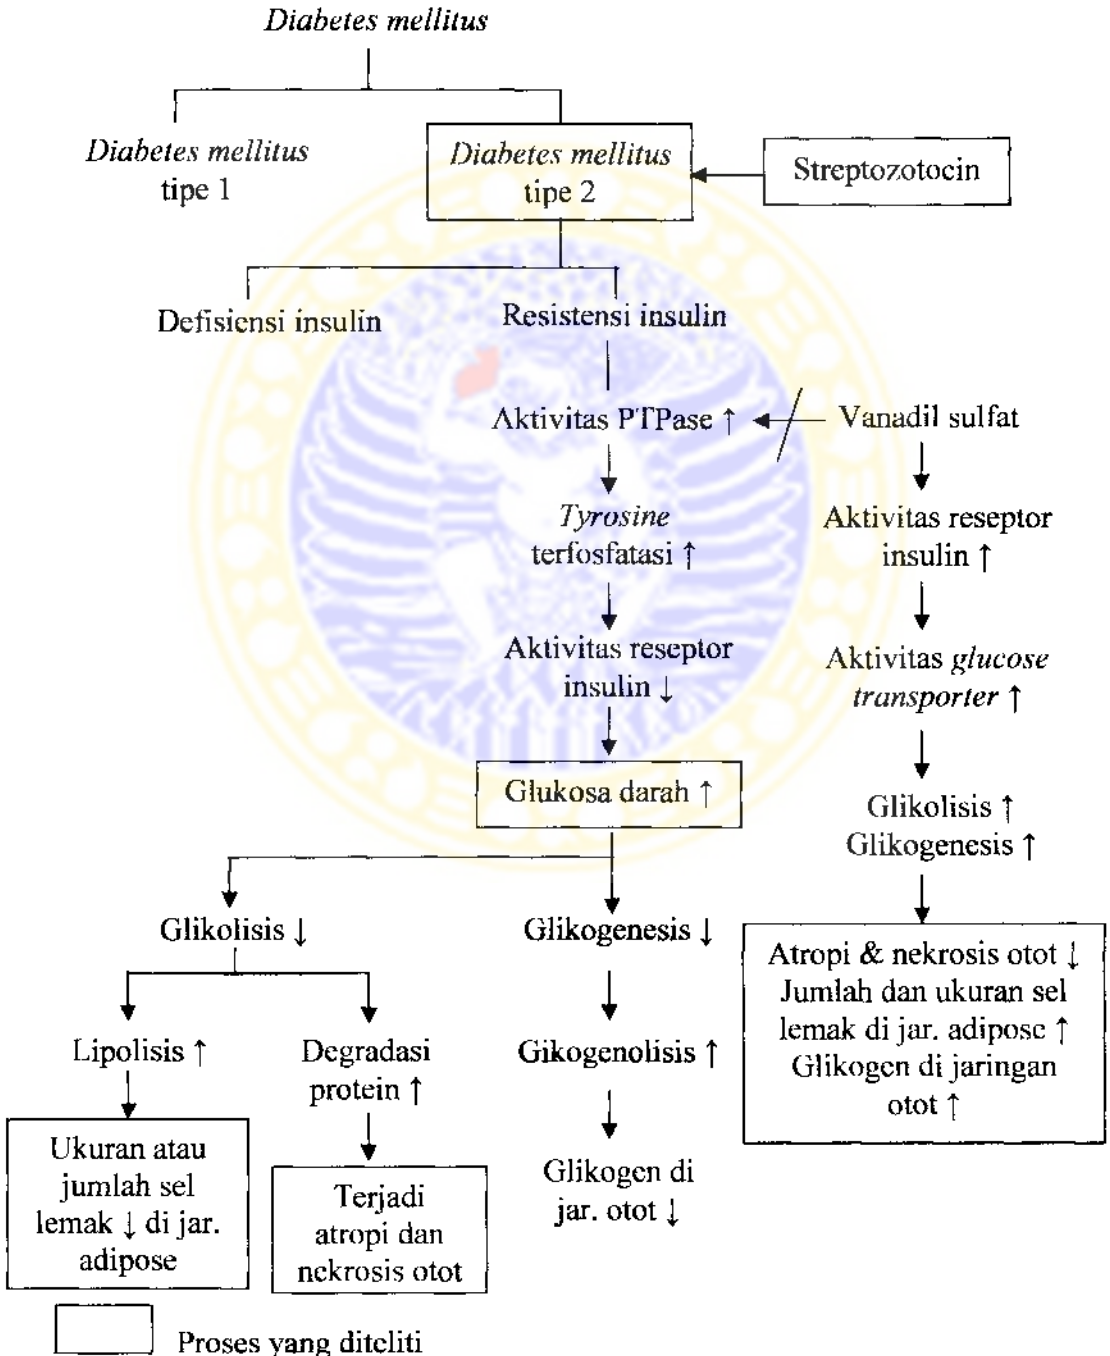 Diabetes mellitus
Diabetes mellitus
tipe 1
Diabetes mellitus
tipe 2
Streptozotocin
Defisiensi insulin
Resistensi insulin
Aktivitas PTPase ↑
Vanadil sulfat
Tyrosine
terfosfatasi ↑
Aktivitas reseptor
insulin ↑
Aktivitas reseptor
insulin ↓
Aktivitas glucose
transporter ↑
Glukosa darah ↑
Glikolisis ↑
Glikogenesis ↑
Glikolisis ↓
Glikogenesis ↓
Atropi & nekrosis otot ↓
Jumlah dan ukuran sel
lemak di jar. adipose ↑
Glikogen di jaringan
otot ↑
Lipolisis ↑
Degradasi
protein ↑
Gikogenolisis ↑
Ukuran atau
jumlah sel
lemak ↓ di jar.
adipose
Terjadi
atropi dan
nekrosis otot
Glikogen di
jar. otot ↓
Proses yang diteliti